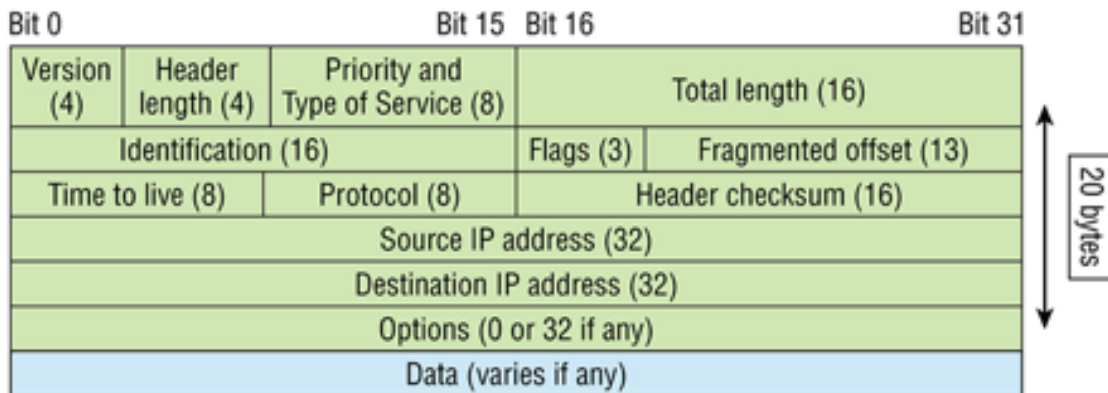 Bit 0 Bit 15 Bit 16 Bit 31
Version (4) Header length (4) Priority and Type of Service (8) Total length (16)
Identification (16) Flags (3) Fragmented offset (13)
Time to live (8) Protocol (8) Header checksum (16)
Source IP address (32)
Destination IP address (32)
Options (0 or 32 if any)
Data (varies if any)
20 bytes